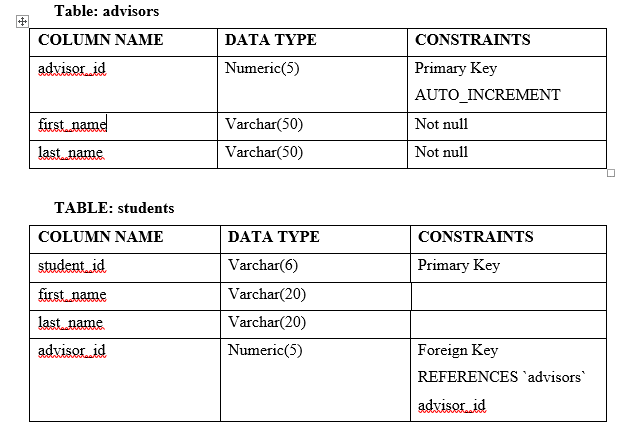 Table: advisors
COLUMN NAME DATA TYPE CONSTRAINTS
advisor_id Numeric(5) Primary Key
AUTO_INCREMENT
first_name Varchar(50) Not null
last_name Varchar(50) Not null
TABLE: students
COLUMN NAME DATA TYPE CONSTRAINTS
student_id Varchar(6) Primary Key
first_name Varchar(20)
last_name Varchar(20)
advisor_id Numeric(5) Foreign Key
REFERENCES `advisors`
advisor_id